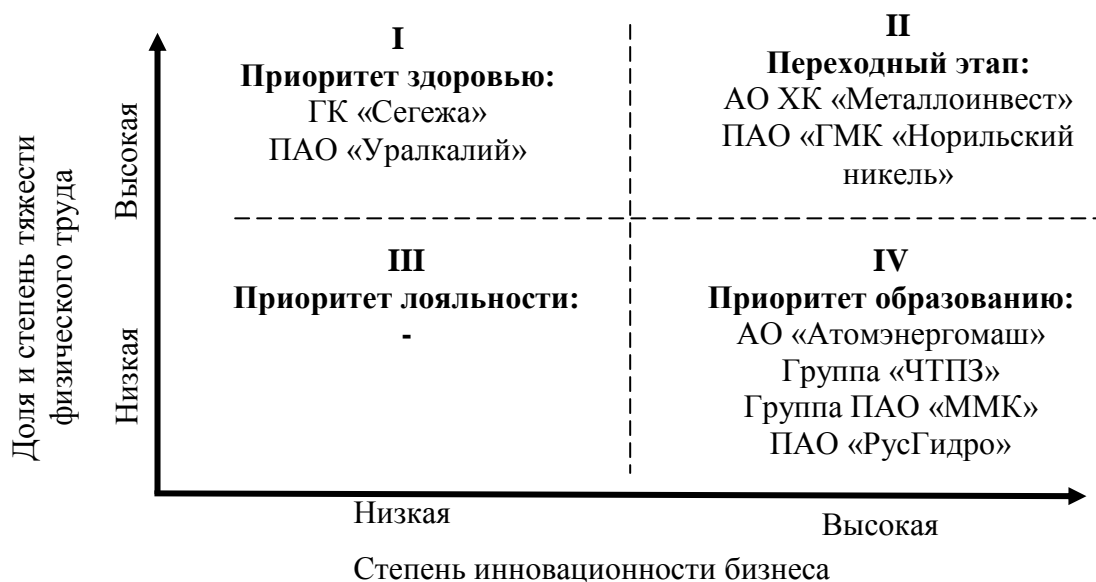 Доля и степень тяжести
физического труда
Высокая
Низкая
I
Приоритет здоровью:
ГК «Сегежа»
ПАО «Уралкалий»
II
Переходный этап:
АО ХК «Металлоинвест»
ПАО «ГМК «Норильский
никель»
III
Приоритет лояльности:
-
IV
Приоритет образованию:
АО «Атомэнергомаш»
Группа «ЧТПЗ»
Группа ПАО «ММК»
ПАО «РусГидро»
Низкая
Высокая
Степень инновационности бизнеса